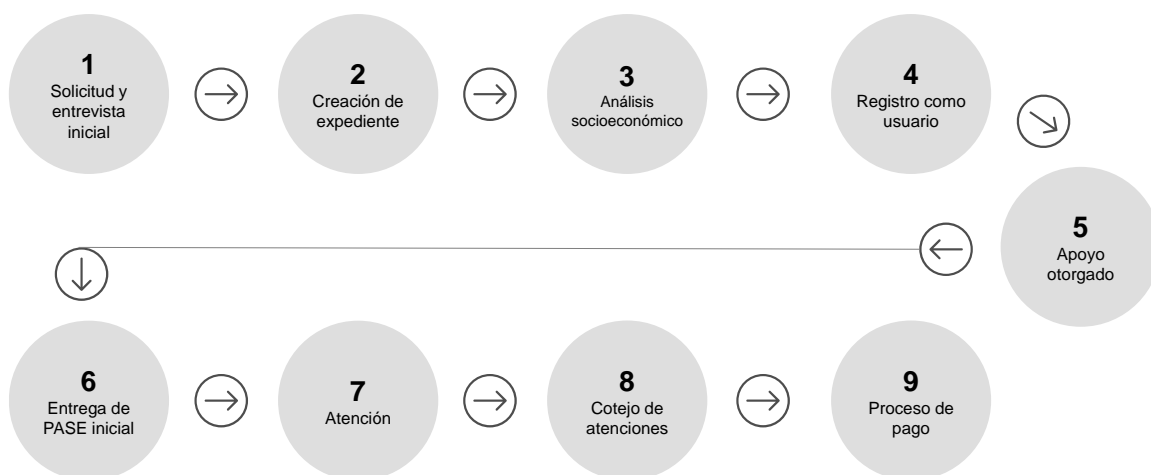 1
Solicitud y
entrevista
inicial
2
Creación de
expediente
3
Análisis
socioeconómico
4
Registro como
usuario
5
Apoyo
otorgado
6
Entrega de
PASE inicial
7
Atención
8
Cotejo de
atenciones
9
Proceso de
pago